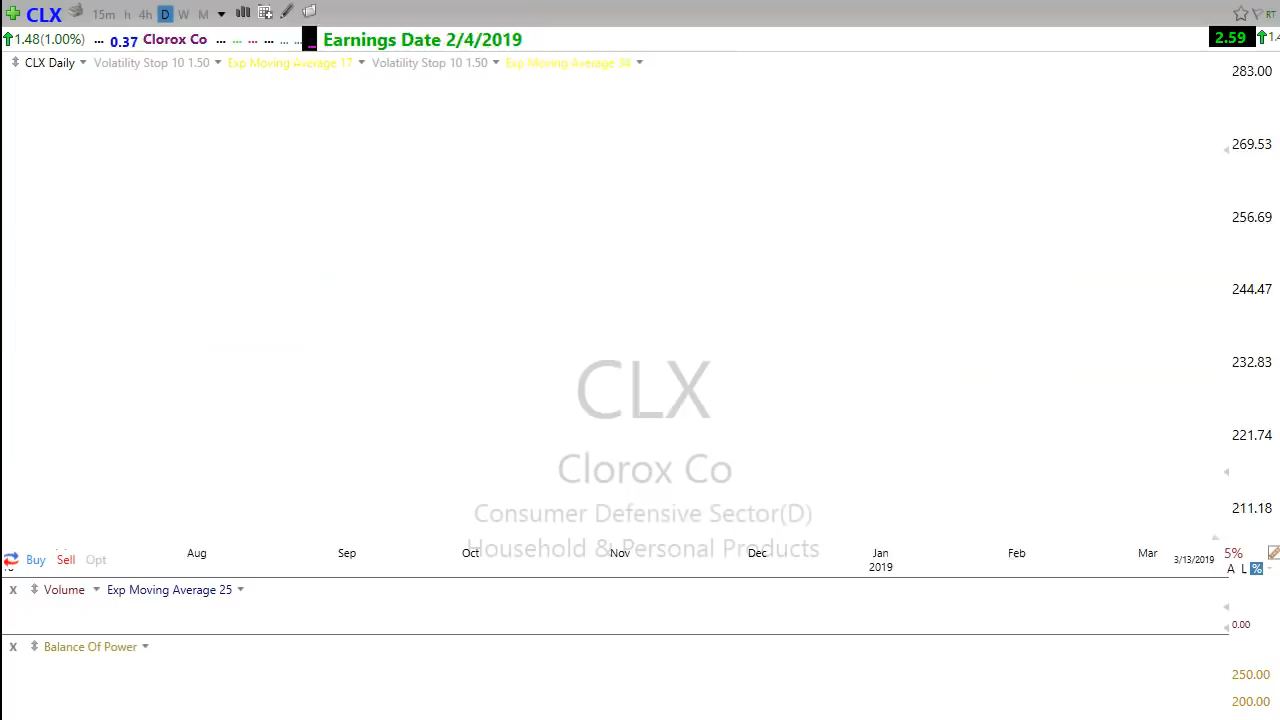 CLX 15m h 4h D W M RT
1.48(1.00%) ... 0.37 Clorox Co ... ... ... ... ... ... Earnings Date 2/4/2019 2.59 1.4
CLX Daily Volatility Stop 10 1.50 Exp Moving Average 17 Volatility Stop 10 1.50 Exp Moving Average 34
283.00
269.53
256.69
244.47
232.83
221.74
211.18
CLX
Clorox Co
Consumer Defensive Sector(D)
Household & Personal Products
Buy Sell Opt
Aug Sep Oct Nov Dec Jan Feb Mar 5%
2019 3/13/2019 A L %
X Volume Exp Moving Average 25
0.00
X Balance Of Power
250.00
200.00